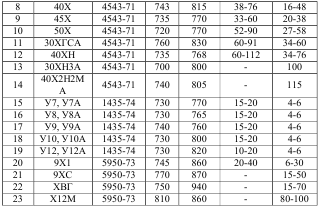 8 40Х 4543-71 743 815 38-76 16-48
9 45Х 4543-71 735 770 33-60 20-38
10 50Х 4543-71 720 770 52-90 27-58
11 30ХГСА 4543-71 760 830 60-91 34-60
12 40ХН 4543-71 735 768 60-112 34-76
13 30ХН3А 4543-71 700 800 - 100
14 40Х2Н2М 4543-71 740 805 - 115
А
15 У7, У7А 1435-74 730 770 15-20 4-6
16 У8, У8А 1435-74 730 765 15-20 4-6
17 У9, У9А 1435-74 740 760 15-20 4-6
18 У10, У10А 1435-74 730 800 15-20 4-6
19 У12, У12А 1435-74 730 820 10-20 4-6
20 9Х1 5950-73 745 860 20-40 6-30
21 9ХС 5950-73 770 870 - 15-50
22 ХВГ 5950-73 750 940 - 15-70
23 Х12М 5950-73 810 860 - 80-100